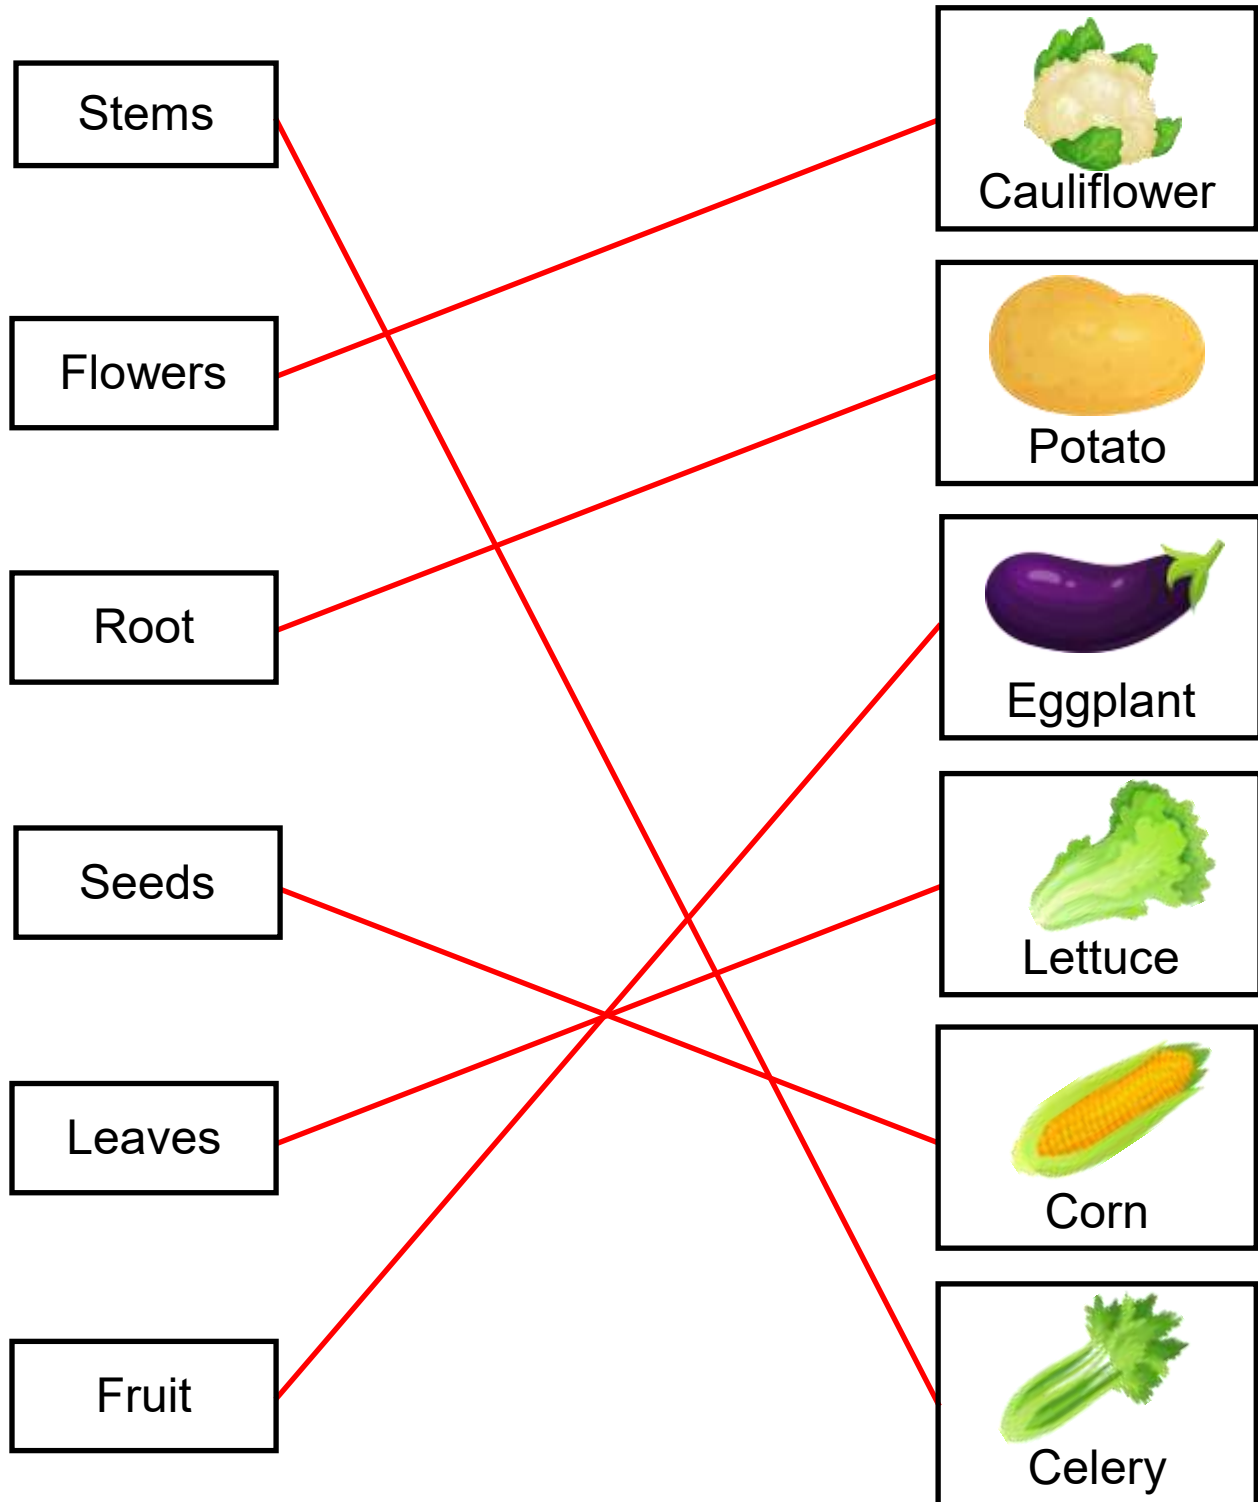 Stems
Flowers
Root
Seeds
Leaves
Fruit
Cauliflower
Potato
Eggplant
Lettuce
Corn
Celery